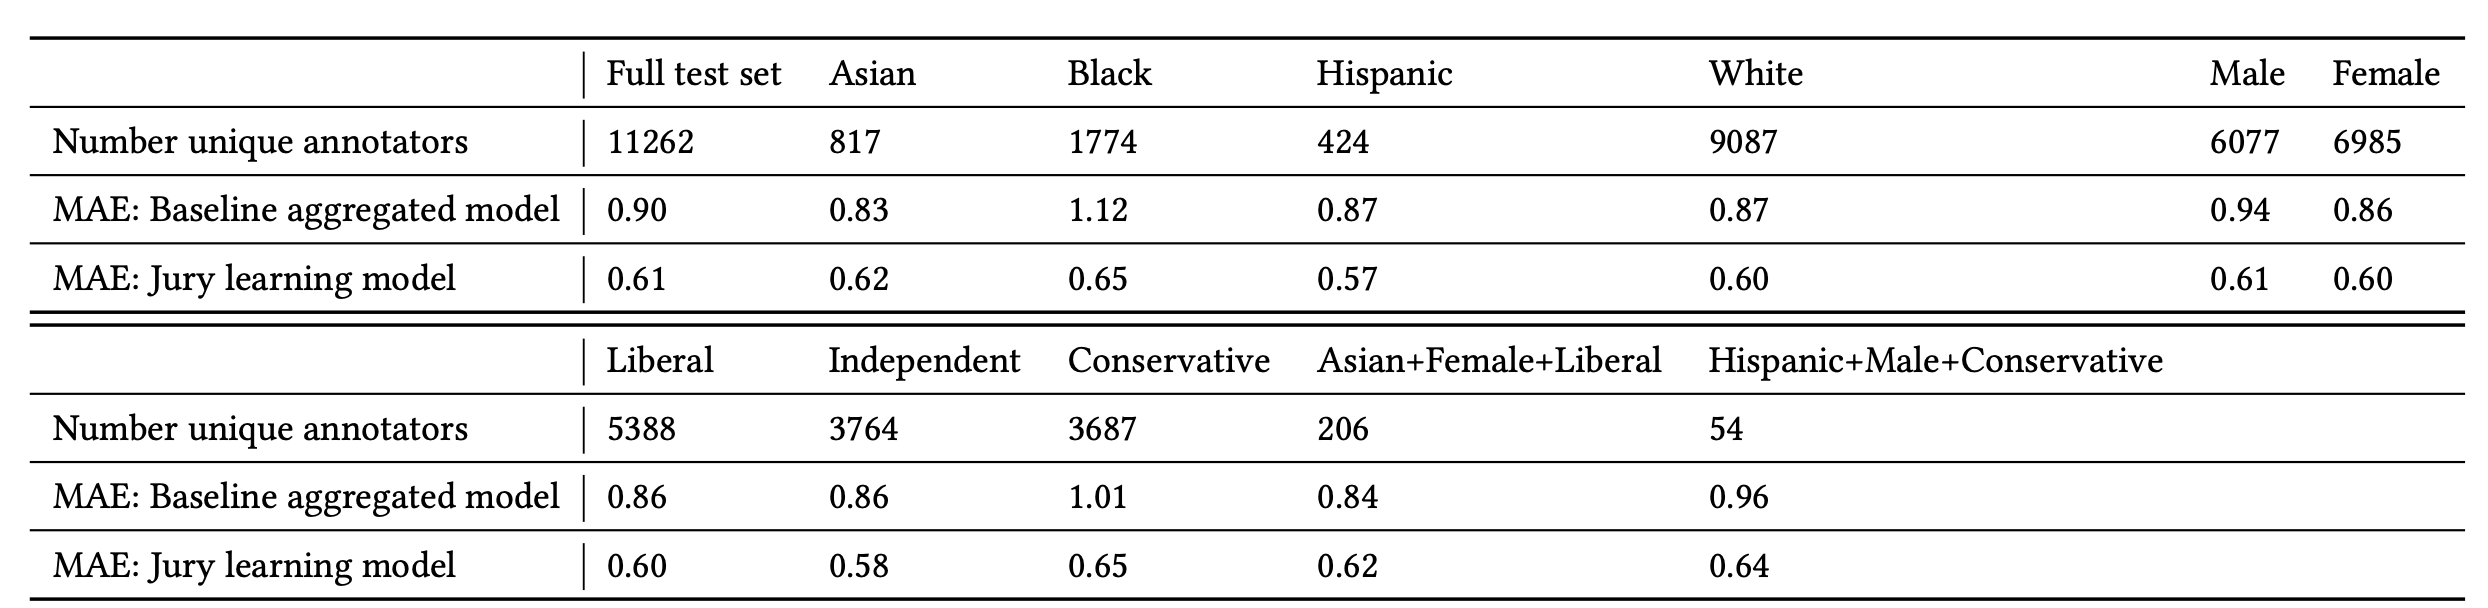 Full test set Asian Black Hispanic White Male Female
Number unique annotators 11262 817 1774 424 9087 6077 6985
MAE: Baseline aggregated model 0.90 0.83 1.12 0.87 0.87 0.94 0.86
MAE: Jury learning model 0.61 0.62 0.65 0.57 0.60 0.61 0.60
Liberal Independent Conservative Asian+Female+Liberal Hispanic+Male+Conservative
Number unique annotators 5388 3764 3687 206 54
MAE: Baseline aggregated model 0.86 0.86 1.01 0.84 0.96
MAE: Jury learning model 0.60 0.58 0.65 0.62 0.64